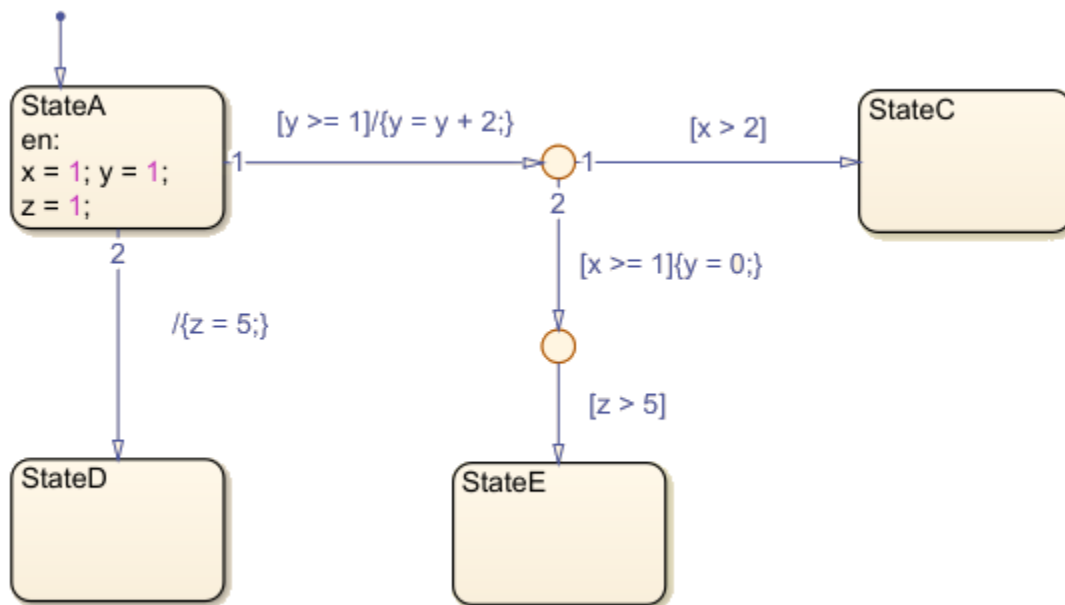 StateA
en:
x = 1; y = 1;
z = 1;
[y >= 1]/{y = y + 2;}
[x > 2]
StateC
1
1
2
2
[x >= 1]{y = 0;}
/{z = 5;}
[z > 5]
StateD
StateE